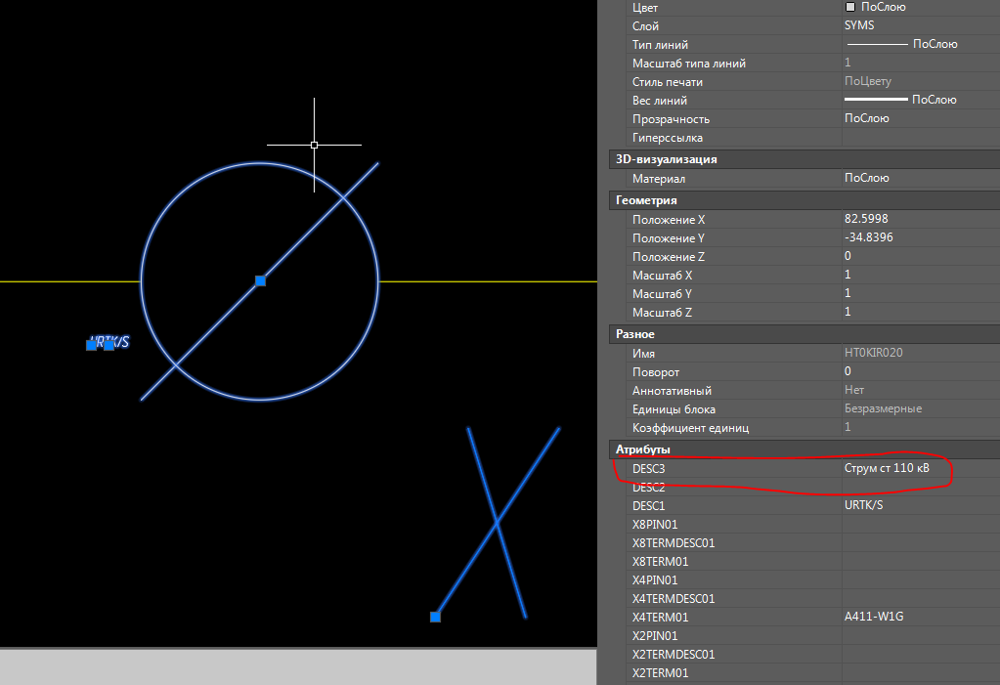 Цвет ПоСлою
Слой SYMS
Тип линий ПоСлою
Масштаб типа линий 1
Стиль печати ПоЦвету
Вес линий ПоСлою
Прозрачность ПоСлою
Гиперссылка
3D-визуализация
Материал ПоСлою
Геометрия
Положение X 82.5998
Положение Y -34.8396
Положение Z 0
Масштаб X 1
Масштаб Y 1
Масштаб Z 1
Разное
Имя HT0KIR020
Поворот 0
Аннотативный Нет
Единицы блока Безразмерные
Коэффициент единиц 1
Атрибуты
DESC3 Струм ст 110 кВ
DESC2
DESC1 URTK/S
X8PIN01
X8TERMDESC01
X8TERM01
X4PIN01
X4TERMDESC01
X4TERM01 A411-W1G
X2PIN01
X2TERMDESC01
X2TERM01
URTK/S